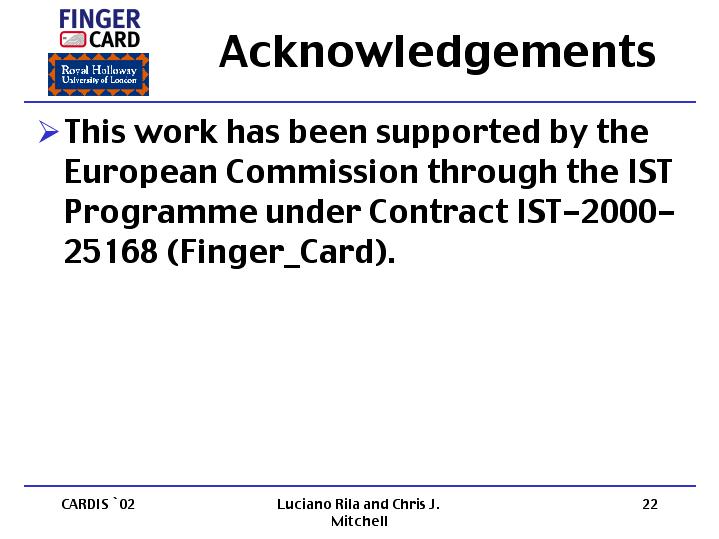 FINGER
CARD
Royal Holloway
University of London
Acknowledgements
This work has been supported by the
European Commission through the IST
Programme under Contract IST-2000-
25168 (Finger_Card).
CARDIS `02
Luciano Rila and Chris J.
Mitchell
22